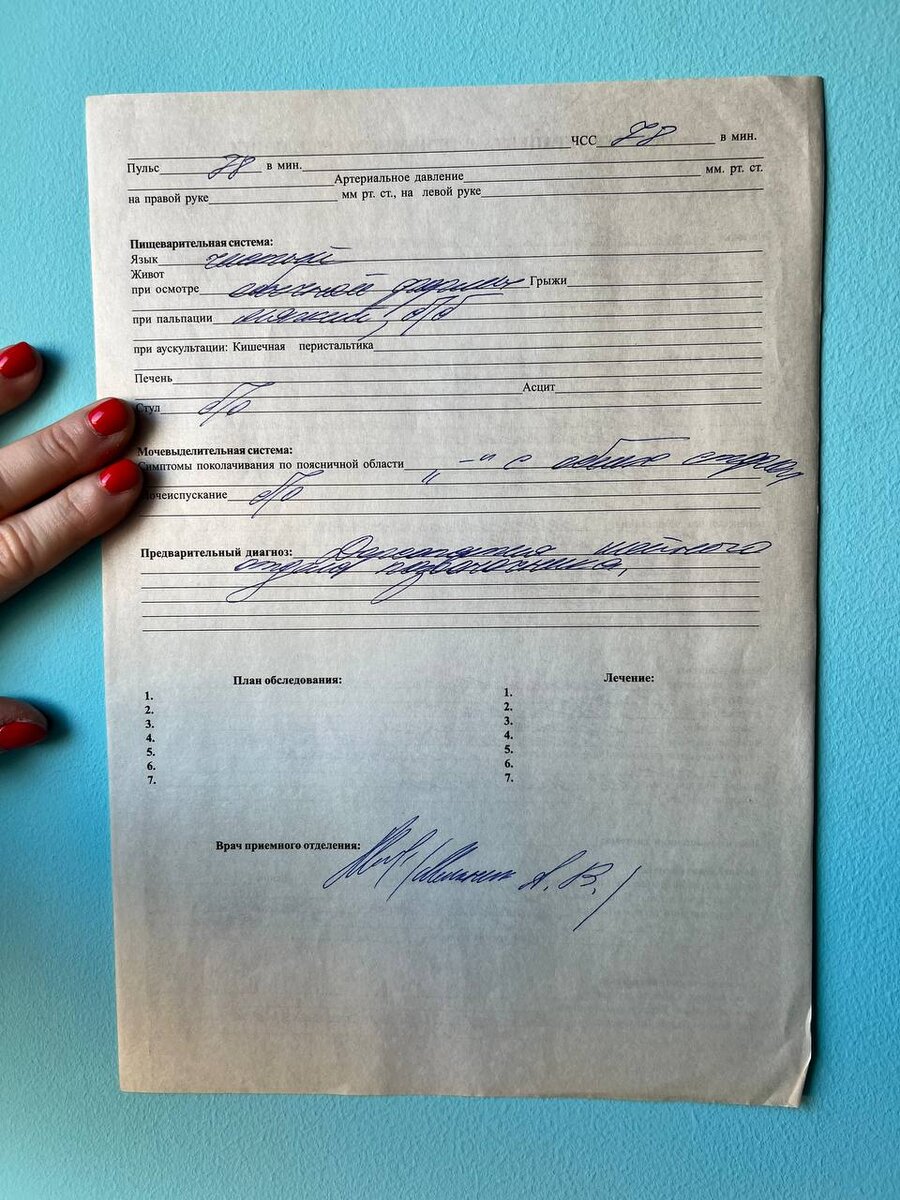 ЧСС 78 в мин.
Пульс 78 в мин.
Артериальное давление мм. рт. ст.
на правой руке мм рт. ст., на левой руке
Пищеварительная система:
Язык чистый
Живот
при осмотре обычной формы Грыжи
при пальпации мягкий, б/б
при аускультации: Кишечная перистальтика
Печень
Асцит
Стул б/о
Мочевыделительная система:
Симптомы поколачивания по поясничной области "-" с обеих сторон
Мочеиспускание б/о
Предварительный диагноз: шейного
отдела позвоночника,
План обследования: Лечение:
1. 1.
2. 2.
3. 3.
4. 4.
5. 5.
6. 6.
7. 7.
Врач приемного отделения: А. В.